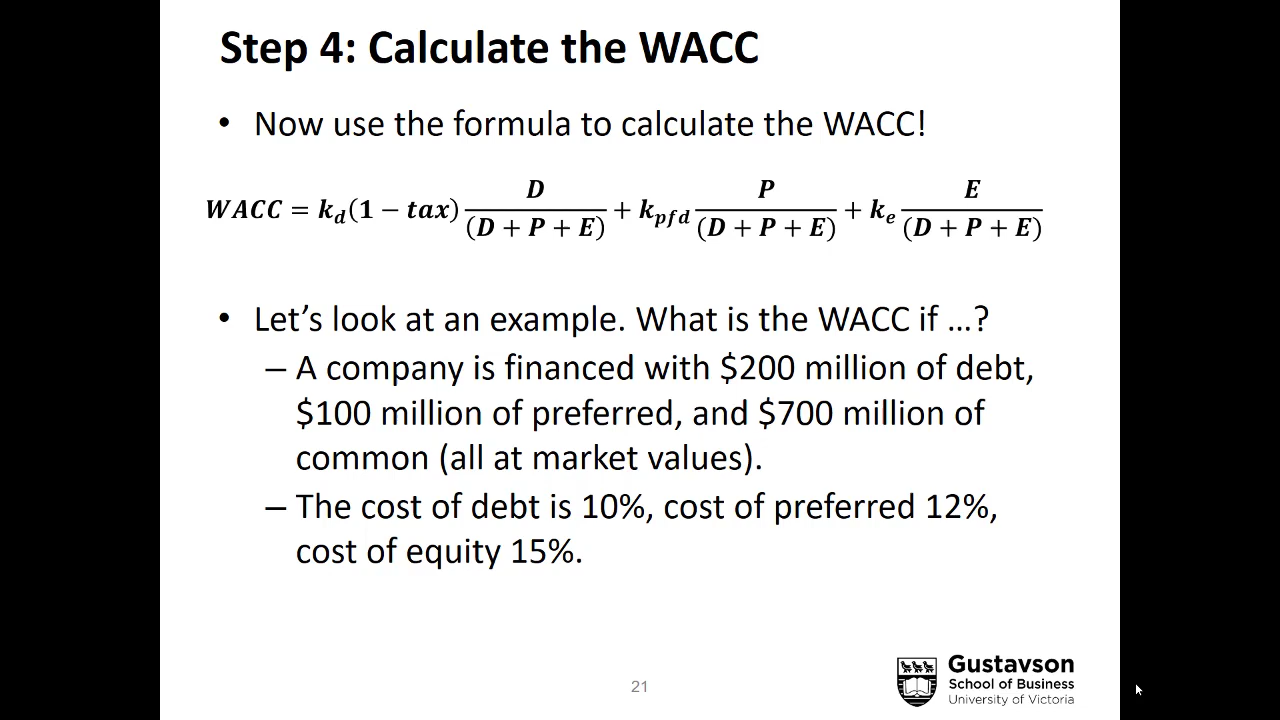 Step 4: Calculate the WACC
• Now use the formula to calculate the WACC!
WACC = k_d(1 − tax) D/(D + P + E) + k_pfd P/(D + P + E) + k_e E/(D + P + E)
• Let's look at an example. What is the WACC if …?
– A company is financed with $200 million of debt,
$100 million of preferred, and $700 million of
common (all at market values).
– The cost of debt is 10%, cost of preferred 12%,
cost of equity 15%.
21
Gustavson
School of Business
University of Victoria